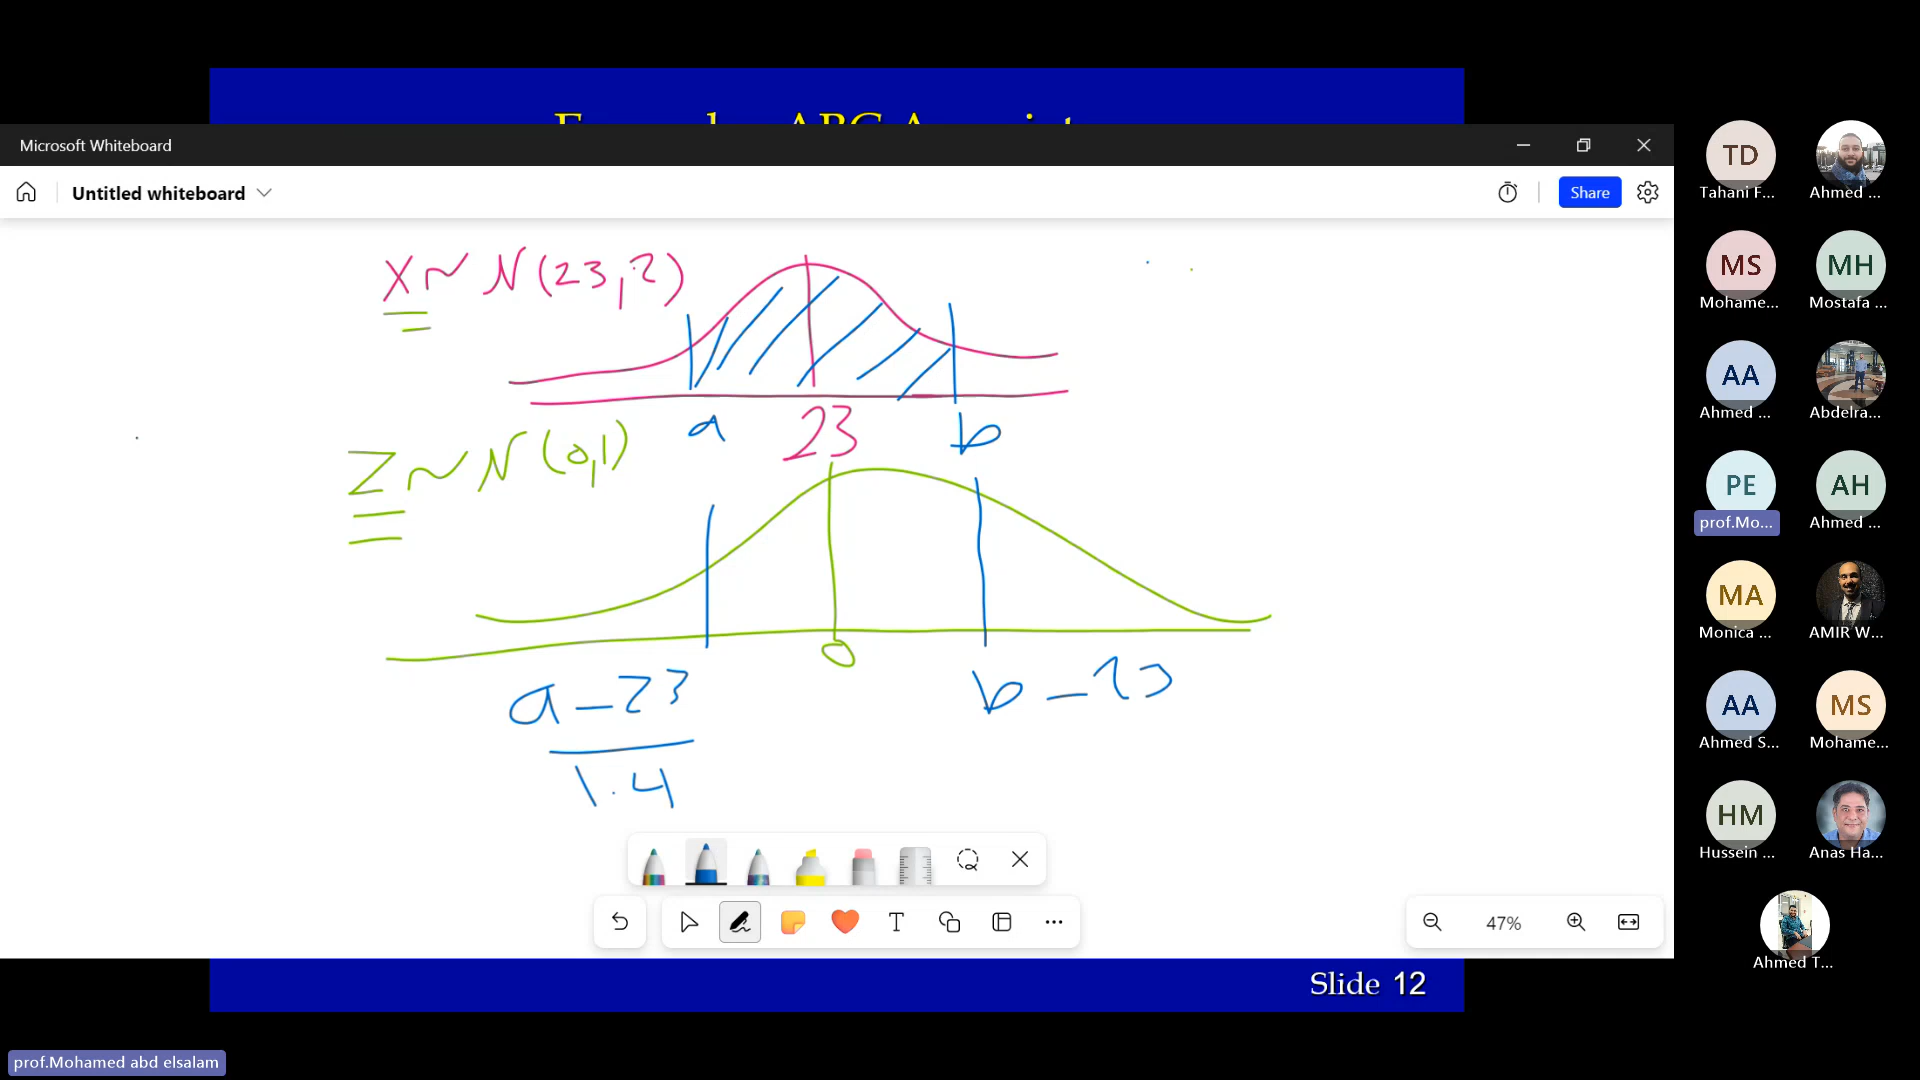 Microsoft Whiteboard
Untitled whiteboard
Share
X ~ N(23,2)
a
23
b
Z ~ N(0,1)
0
a - 23
1.4
b - 23
47%
Slide 12
prof.Mohamed abd elsalam
TD
Tahani F...
Ahmed ...
MS
Mohame...
MH
Mostafa ...
AA
Ahmed ...
Abdelra...
PE
prof.Mo...
AH
Ahmed ...
MA
Monica ...
AMIR W...
AA
Ahmed S...
MS
Mohame...
HM
Hussein ...
Anas Ha...
Ahmed T...